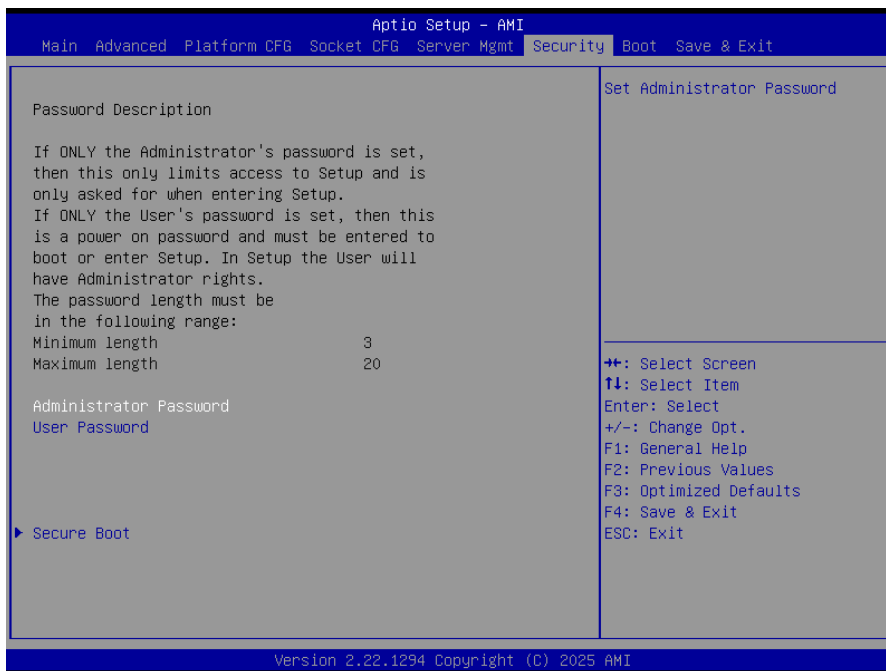 Aptio Setup - AMI
Main Advanced Platform CFG Socket CFG Server Mgmt Security Boot Save & Exit
Password Description
If ONLY the Administrator's password is set,
then this only limits access to Setup and is
only asked for when entering Setup.
If ONLY the User's password is set, then this
is a power on password and must be entered to
boot or enter Setup. In Setup the User will
have Administrator rights.
The password length must be
in the following range:
Minimum length 3
Maximum length 20
Administrator Password
User Password
Secure Boot
Set Administrator Password
→←: Select Screen
↑↓: Select Item
Enter: Select
+/-: Change Opt.
F1: General Help
F2: Previous Values
F3: Optimized Defaults
F4: Save & Exit
ESC: Exit
Version 2.22.1294 Copyright (C) 2025 AMI